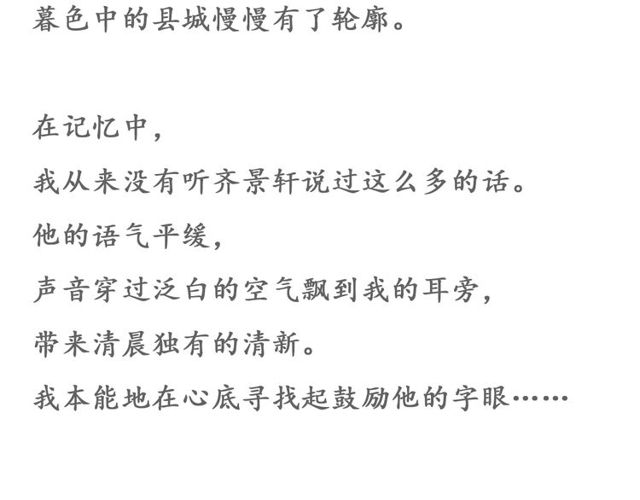 暮色中的县城慢慢有了轮廓。
在记忆中，
我从来没有听齐景轩说过这么多的话。
他的语气平缓，
声音穿过泛白的空气飘到我的耳旁，
带来清晨独有的清新。
我本能地在心底寻找起鼓励他的字眼……